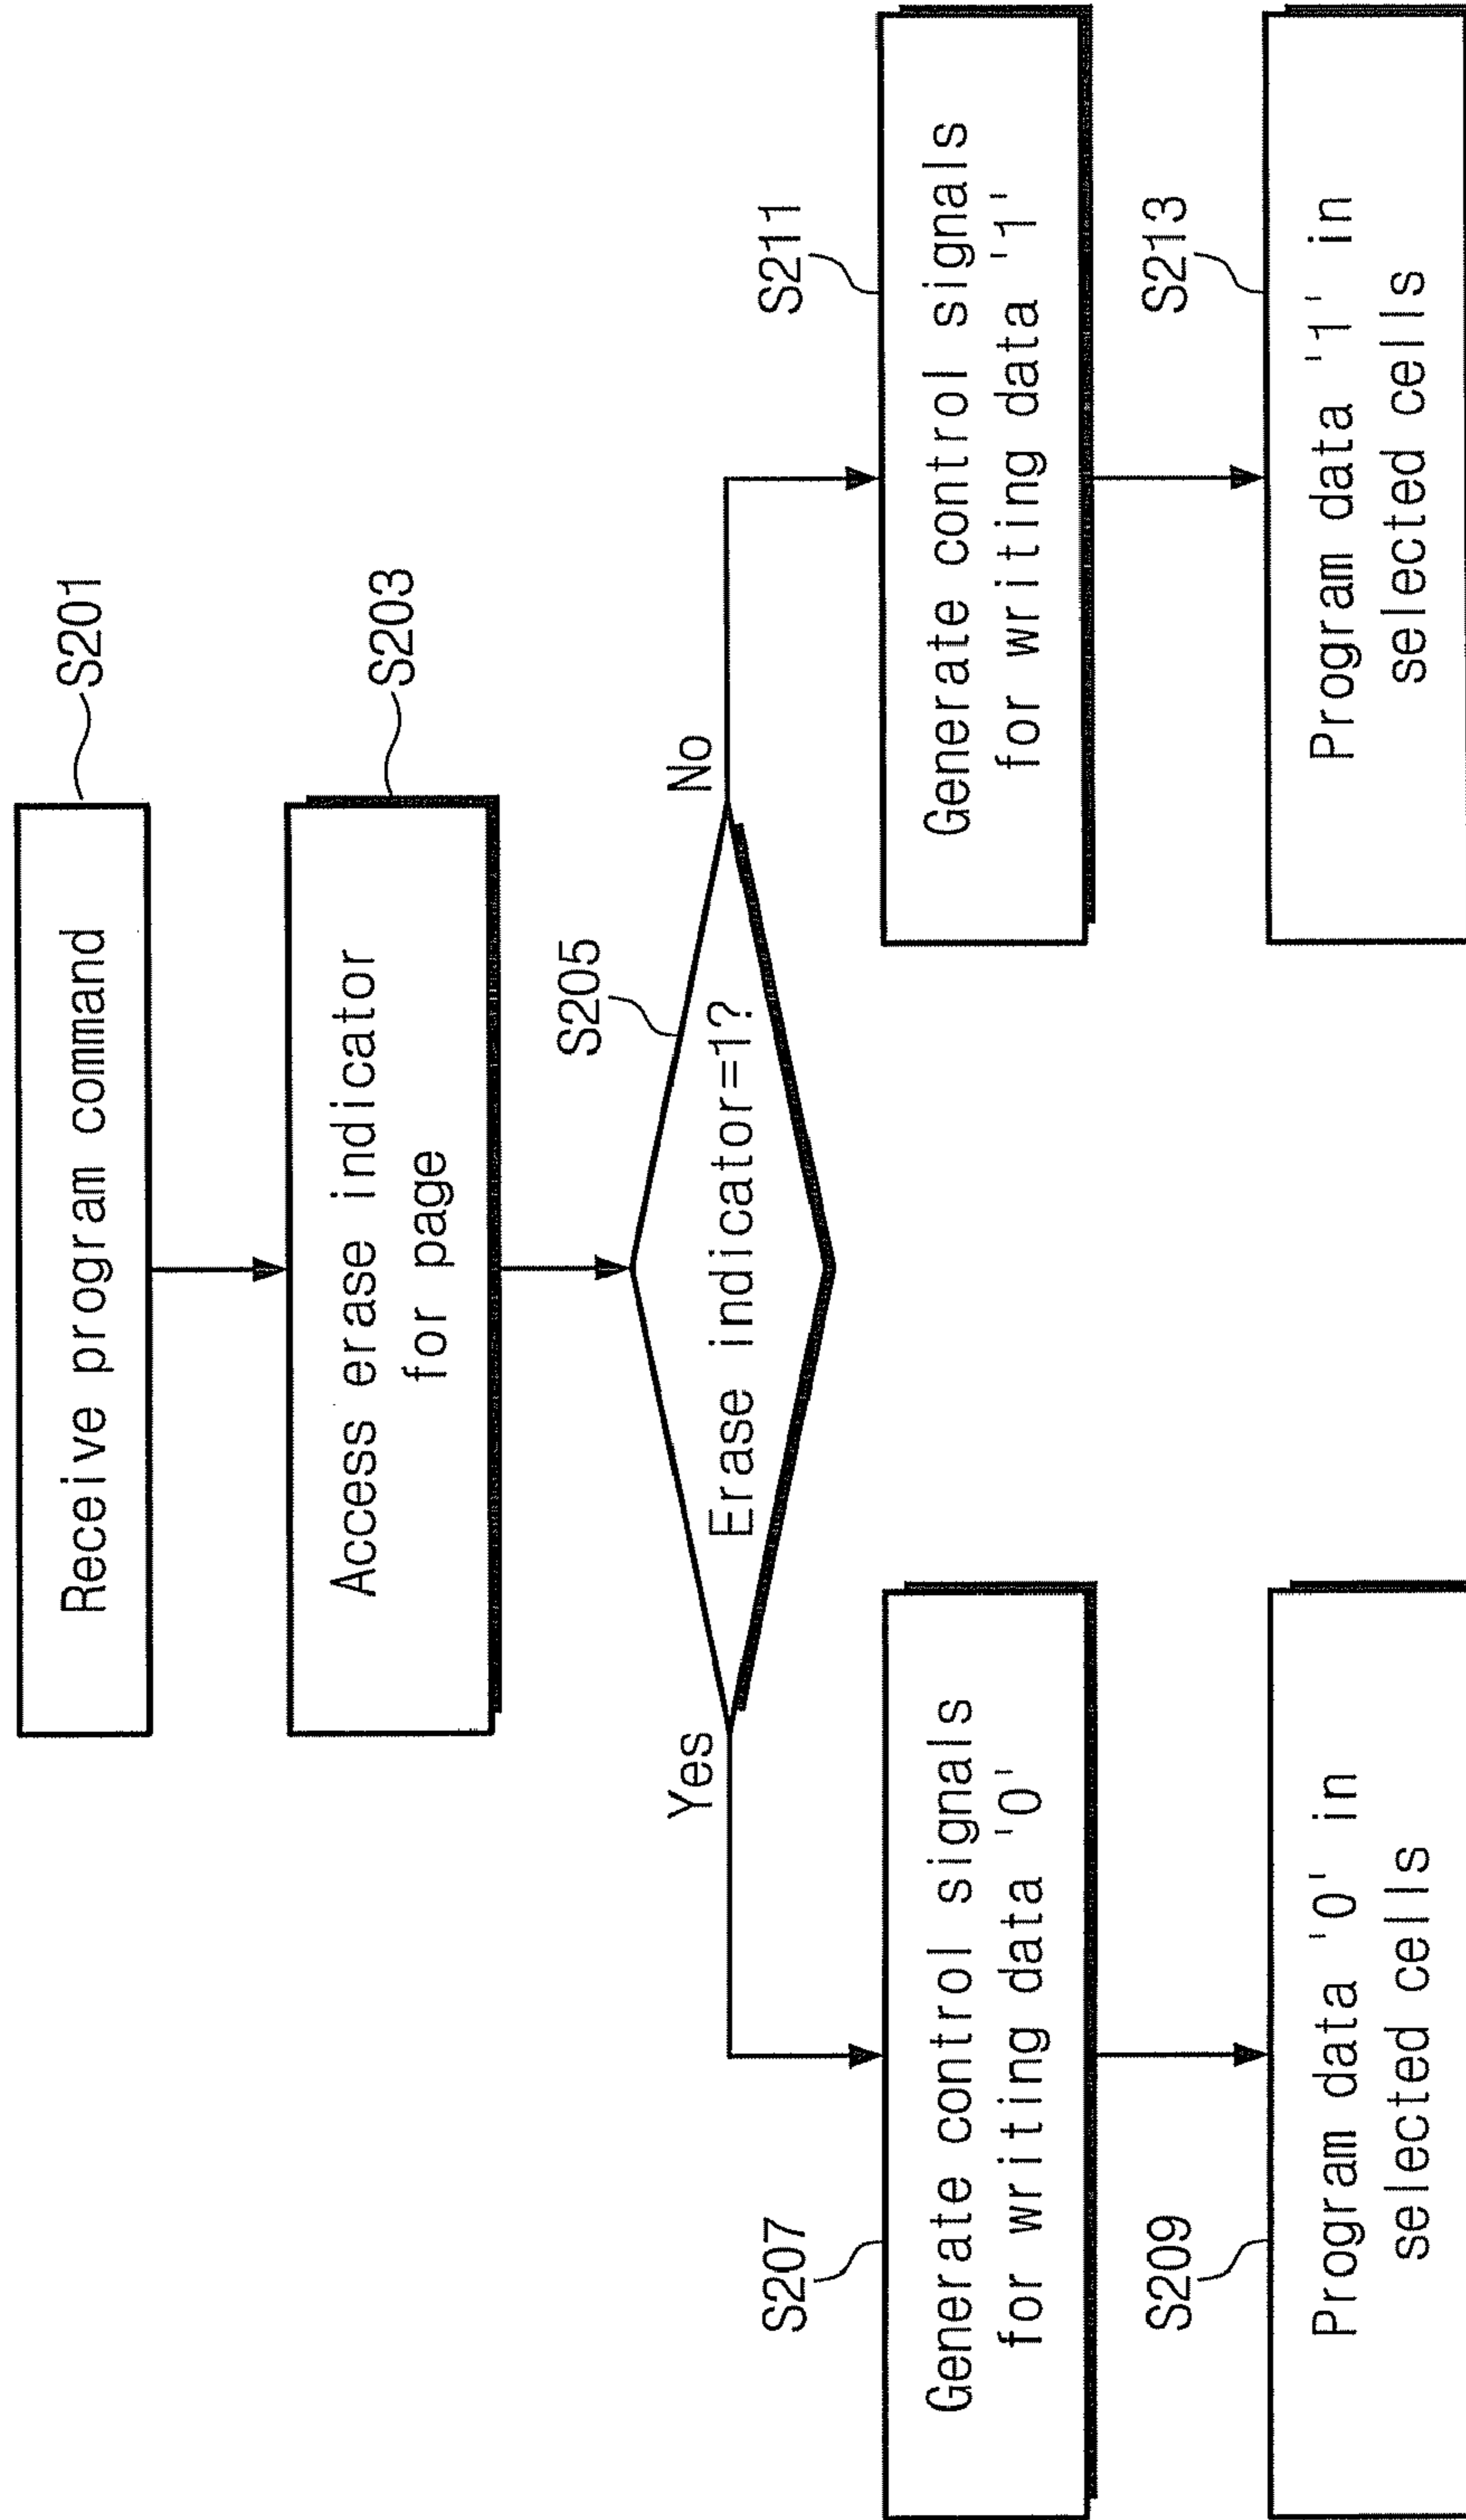 Receive program command
S201
Access erase indicator
for page
S203
S205
Erase indicator=1?
Yes
No
S207
Generate control signals
for writing data '0'
S211
Generate control signals
for writing data '1'
S209
Program data '0' in
selected cells
S213
Program data '1' in
selected cells